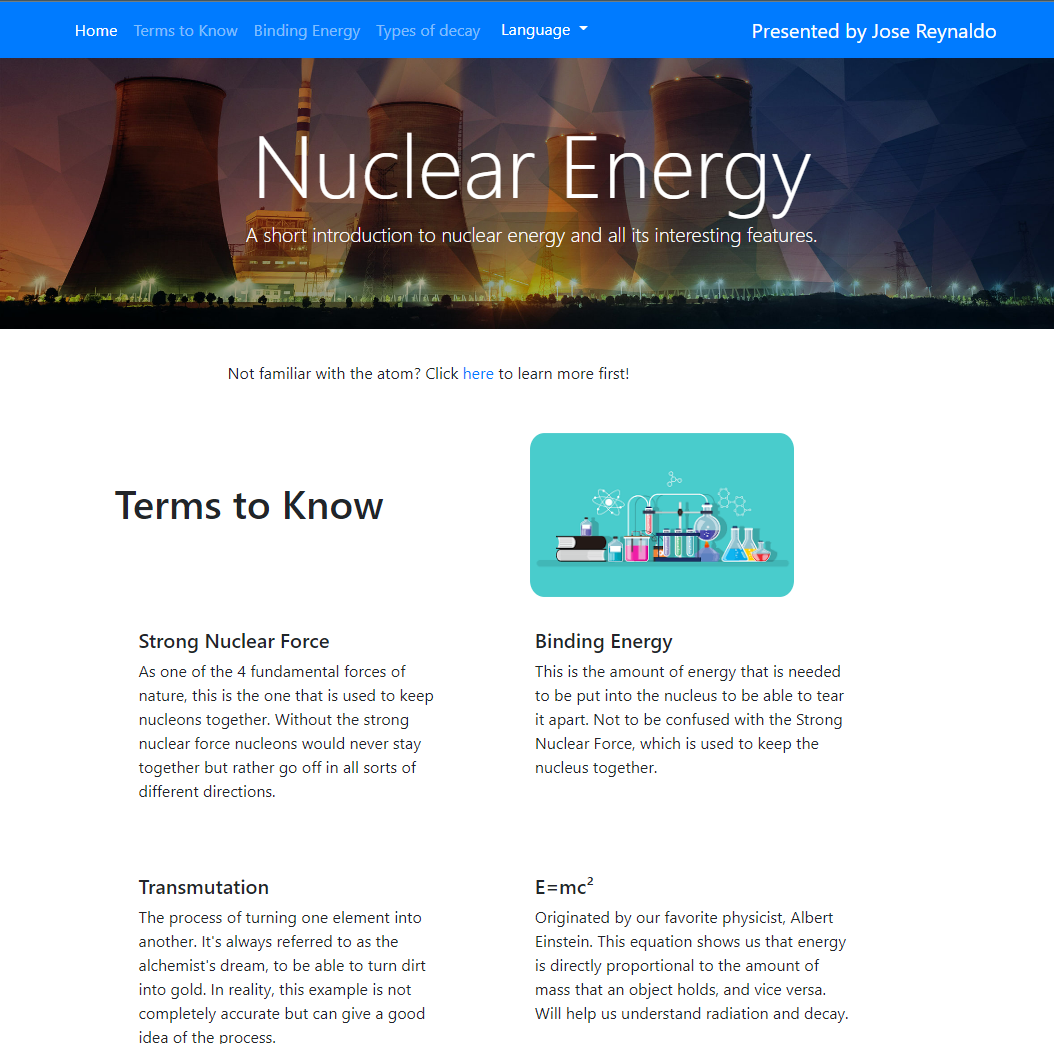 Home Terms to Know Binding Energy Types of decay Language Presented by Jose Reynaldo
Nuclear Energy
A short introduction to nuclear energy and all its interesting features.
Not familiar with the atom? Click here to learn more first!
Terms to Know
Strong Nuclear Force
As one of the 4 fundamental forces of
nature, this is the one that is used to keep
nucleons together. Without the strong
nuclear force nucleons would never stay
together but rather go off in all sorts of
different directions.
Binding Energy
This is the amount of energy that is needed
to be put into the nucleus to be able to tear
it apart. Not to be confused with the Strong
Nuclear Force, which is used to keep the
nucleus together.
Transmutation
The process of turning one element into
another. It's always referred to as the
alchemist's dream, to be able to turn dirt
into gold. In reality, this example is not
completely accurate but can give a good
idea of the process.
E=mc²
Originated by our favorite physicist, Albert
Einstein. This equation shows us that energy
is directly proportional to the amount of
mass that an object holds, and vice versa.
Will help us understand radiation and decay.